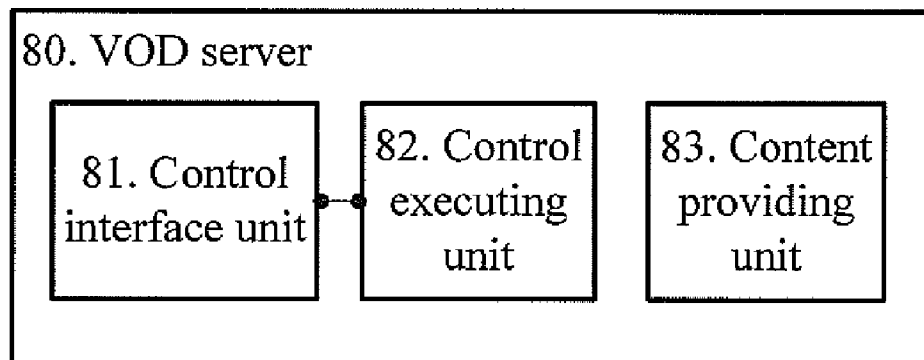 80. VOD server
81. Control
interface unit
82. Control
executing
unit
83. Content
providing
unit